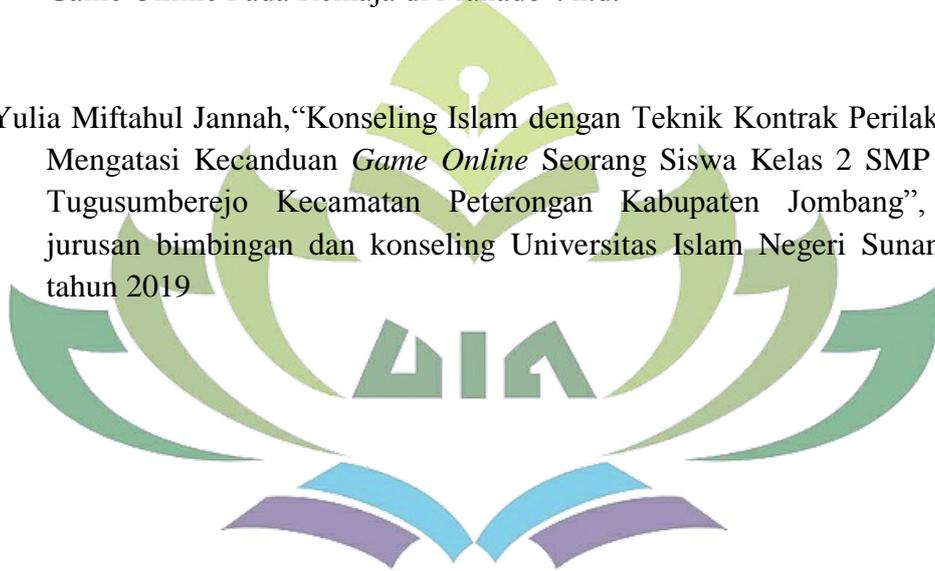 Game Online Pada Remaja di Manado". n.d.
Yulia Miftahul Jannah,“Konseling Islam dengan Teknik Kontrak Perilak
Mengatasi Kecanduan Game Online Seorang Siswa Kelas 2 SMP
Tugusumberejo Kecamatan Peterongan Kabupaten Jombang”,
jurusan bimbingan dan konseling Universitas Islam Negeri Sunan
tahun 2019